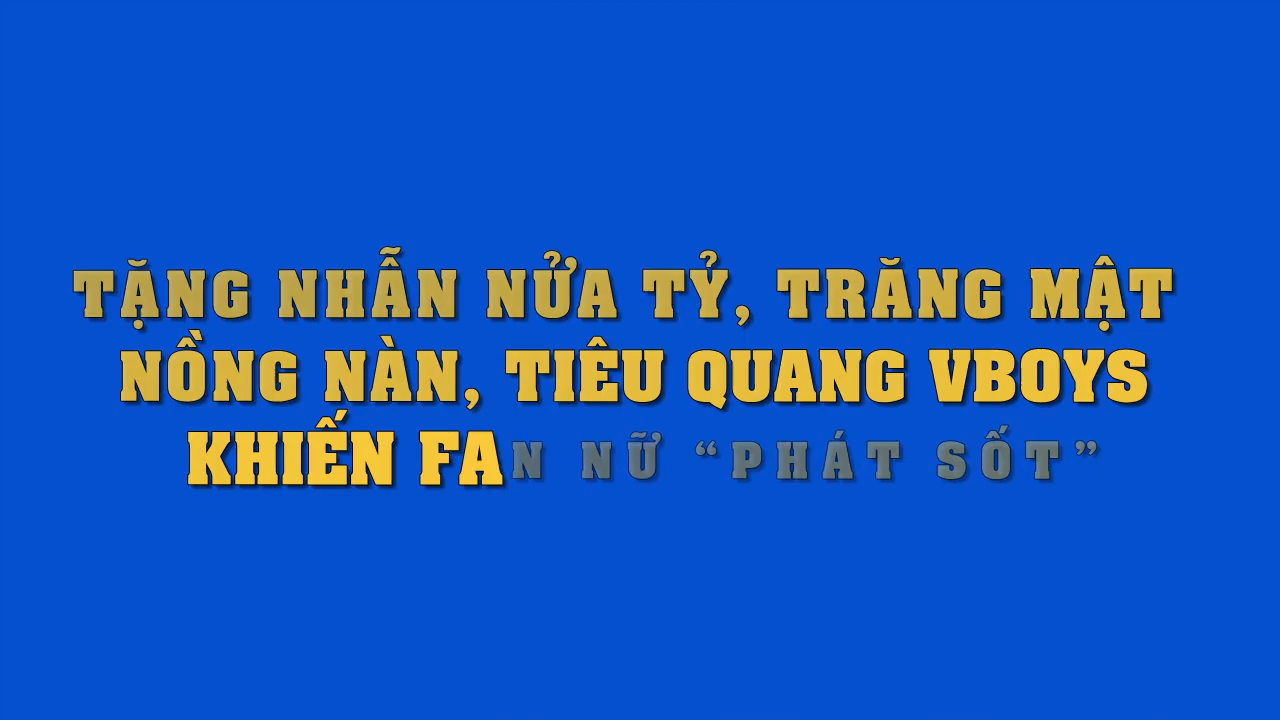 TẶNG NHẪN NỬA TỶ, TRĂNG MẬT
NỒNG NÀN, TIÊU QUANG VBOYS
KHIẾN FAN NỮ “PHÁT SỐT”